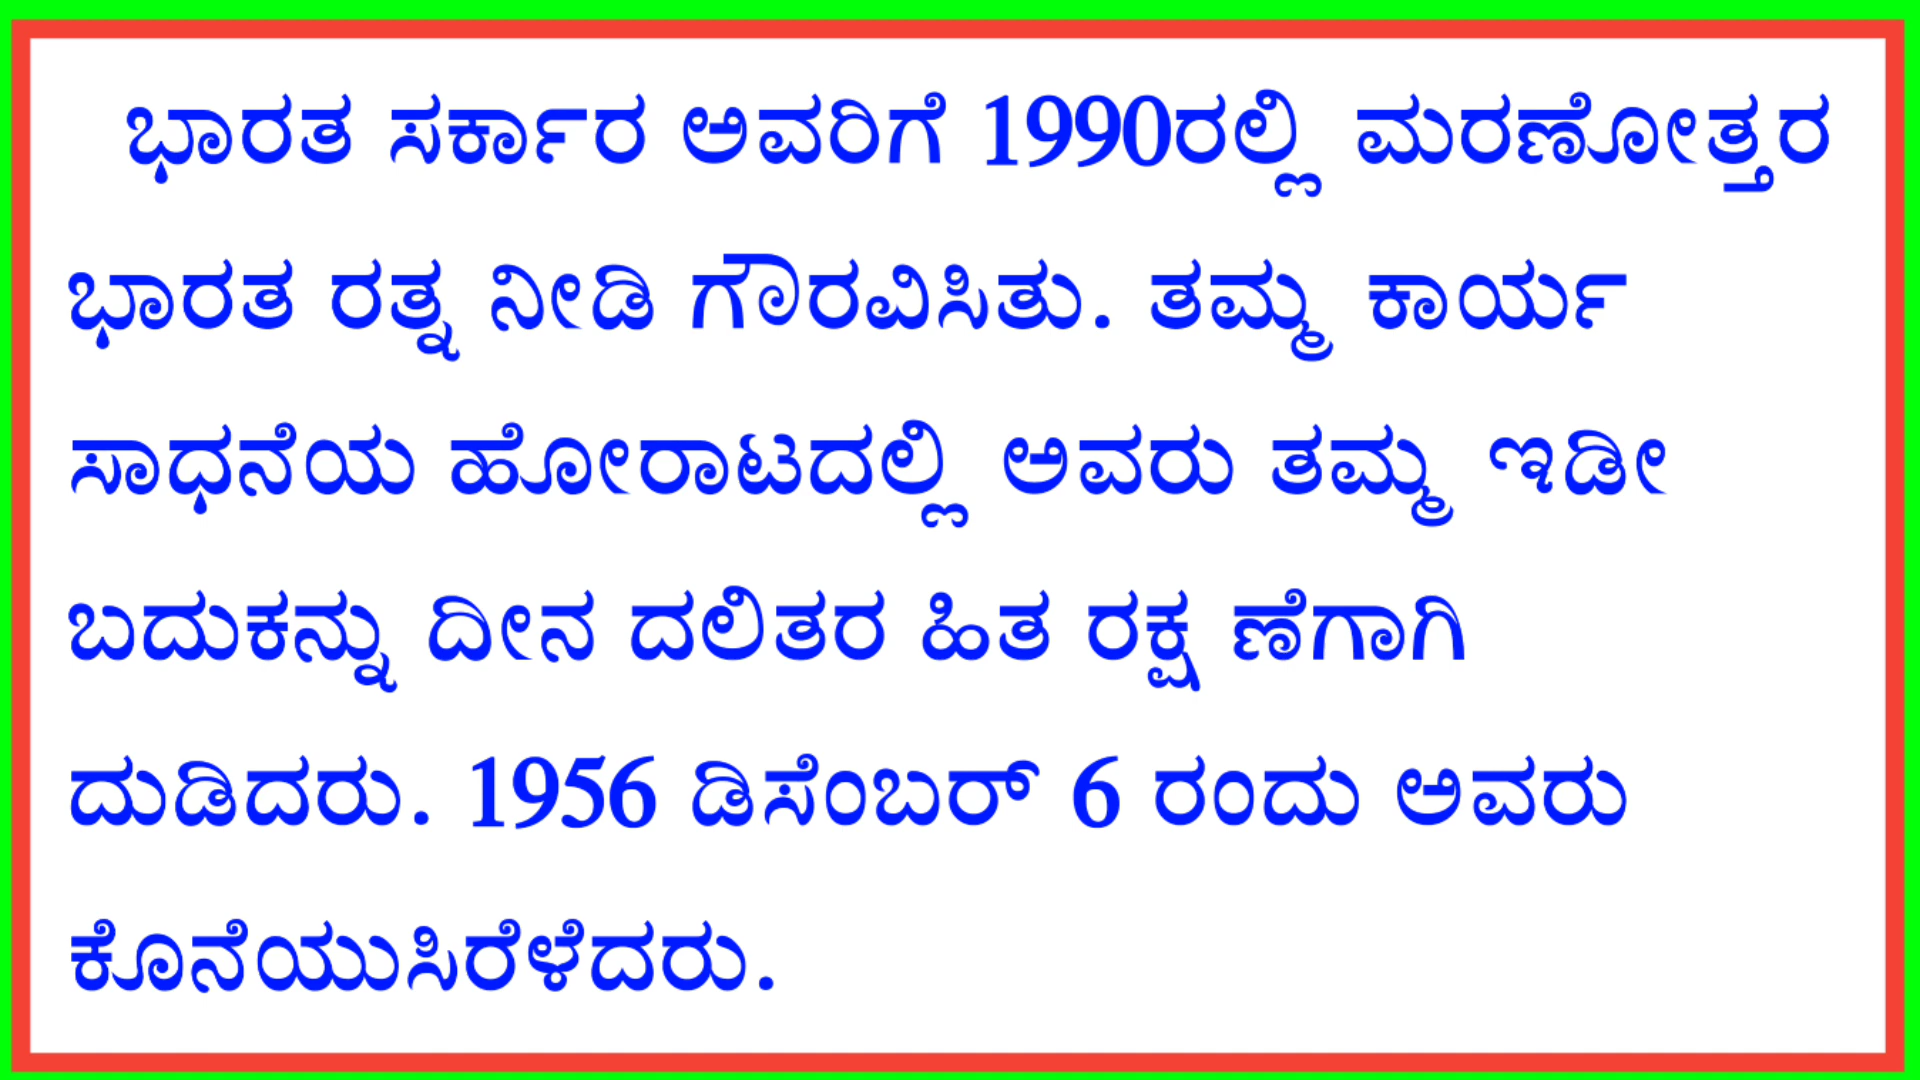 ಭಾರತ ಸರ್ಕಾರ ಅವರಿಗೆ 1990ರಲ್ಲಿ ಮರಣೋತ್ತರ
ಭಾರತ ರತ್ನ ನೀಡಿ ಗೌರವಿಸಿತು. ತಮ್ಮ ಕಾರ್ಯ
ಸಾಧನೆಯ ಹೋರಾಟದಲ್ಲಿ ಅವರು ತಮ್ಮ ಇಡೀ
ಬದುಕನ್ನು ದೀನ ದಲಿತರ ಹಿತ ರಕ್ಷ ಣೆಗಾಗಿ
ದುಡಿದರು. 1956 ಡಿಸೆಂಬರ್ 6 ರಂದು ಅವರು
ಕೊನೆಯುಸಿರೆಳೆದರು.